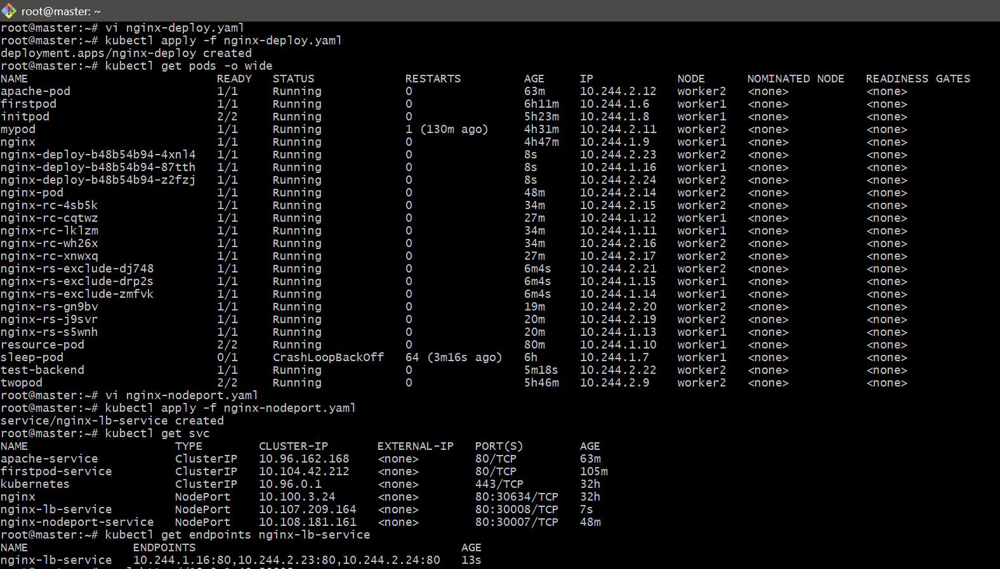 root@master: ~
root@master:~# vi nginx-deploy.yaml
root@master:~# kubectl apply -f nginx-deploy.yaml
deployment.apps/nginx-deploy created
root@master:~# kubectl get pods -o wide
NAME READY STATUS RESTARTS AGE IP NODE NOMINATED NODE READINESS GATES
apache-pod 1/1 Running 0 63m 10.244.2.12 worker2 <none> <none>
firstpod 1/1 Running 0 6h11m 10.244.1.6 worker1 <none> <none>
initpod 2/2 Running 0 5h23m 10.244.1.8 worker1 <none> <none>
mypod 1/1 Running 1 (130m ago) 4h31m 10.244.2.11 worker2 <none> <none>
nginx 1/1 Running 0 4h47m 10.244.1.9 worker1 <none> <none>
nginx-deploy-b48b54b94-4xnl4 1/1 Running 0 8s 10.244.2.23 worker2 <none> <none>
nginx-deploy-b48b54b94-87tth 1/1 Running 0 8s 10.244.1.16 worker1 <none> <none>
nginx-deploy-b48b54b94-z2fzj 1/1 Running 0 8s 10.244.2.24 worker2 <none> <none>
nginx-pod 1/1 Running 0 48m 10.244.2.14 worker2 <none> <none>
nginx-rc-4sb5k 1/1 Running 0 34m 10.244.2.15 worker2 <none> <none>
nginx-rc-cqtwz 1/1 Running 0 27m 10.244.1.12 worker1 <none> <none>
nginx-rc-lklzm 1/1 Running 0 34m 10.244.1.11 worker1 <none> <none>
nginx-rc-wh26x 1/1 Running 0 34m 10.244.2.16 worker2 <none> <none>
nginx-rc-xnwxq 1/1 Running 0 27m 10.244.2.17 worker2 <none> <none>
nginx-rs-exclude-dj748 1/1 Running 0 6m4s 10.244.2.21 worker2 <none> <none>
nginx-rs-exclude-drp2s 1/1 Running 0 6m4s 10.244.1.15 worker1 <none> <none>
nginx-rs-exclude-zmfvk 1/1 Running 0 6m4s 10.244.1.14 worker1 <none> <none>
nginx-rs-gn9bv 1/1 Running 0 19m 10.244.2.20 worker2 <none> <none>
nginx-rs-j9svr 1/1 Running 0 20m 10.244.2.19 worker2 <none> <none>
nginx-rs-s5wnh 1/1 Running 0 20m 10.244.1.13 worker1 <none> <none>
resource-pod 2/2 Running 0 80m 10.244.1.10 worker1 <none> <none>
sleep-pod 0/1 CrashLoopBackOff 64 (3m16s ago) 6h 10.244.1.7 worker1 <none> <none>
test-backend 1/1 Running 0 5m18s 10.244.2.22 worker2 <none> <none>
twopod 2/2 Running 0 5h46m 10.244.2.9 worker2 <none> <none>
root@master:~# vi nginx-nodeport.yaml
root@master:~# kubectl apply -f nginx-nodeport.yaml
service/nginx-lb-service created
root@master:~# kubectl get svc
NAME TYPE CLUSTER-IP EXTERNAL-IP PORT(S) AGE
apache-service ClusterIP 10.96.162.168 <none> 80/TCP 63m
firstpod-service ClusterIP 10.104.42.212 <none> 80/TCP 105m
kubernetes ClusterIP 10.96.0.1 <none> 443/TCP 32h
nginx NodePort 10.100.3.24 <none> 80:30634/TCP 32h
nginx-lb-service NodePort 10.107.209.164 <none> 80:30008/TCP 7s
nginx-nodeport-service NodePort 10.108.181.161 <none> 80:30007/TCP 48m
root@master:~# kubectl get endpoints nginx-lb-service
NAME ENDPOINTS AGE
nginx-lb-service 10.244.1.16:80,10.244.2.23:80,10.244.2.24:80 13s